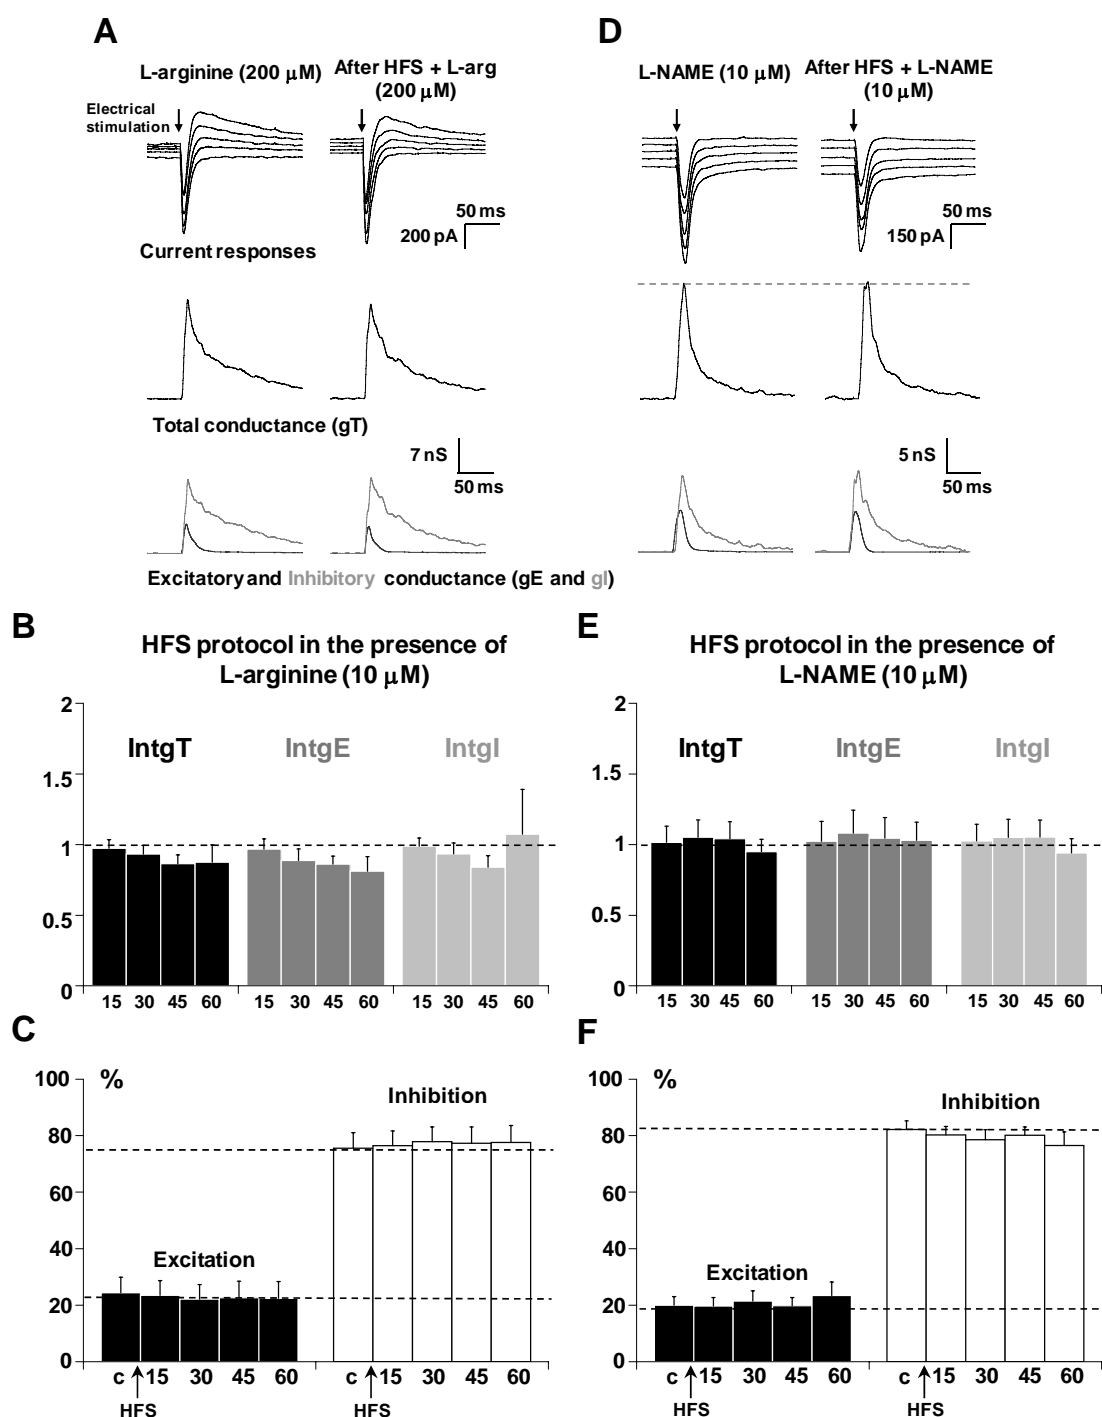 A
L-arginine (200 μM)
After HFS + L-arg
(200 μM)
Electrical
stimulation
50 ms
200 pA
Current responses
Total conductance (gT)
7 nS
50 ms
Excitatory and Inhibitory conductance (gE and gI)
D
L-NAME (10 μM)
After HFS + L-NAME
(10 μM)
50 ms
150 pA
5 nS
50 ms
B
HFS protocol in the presence of
L-arginine (10 μM)
2
1.5
1
0.5
0
IntgT IntgE IntgI
15 30 45 60 15 30 45 60 15 30 45 60
E
HFS protocol in the presence of
L-NAME (10 μM)
2
1.5
1
0.5
0
IntgT IntgE IntgI
15 30 45 60 15 30 45 60 15 30 45 60
C
100
80
60
40
20
0
%
Inhibition
Excitation
c 15 30 45 60 c 15 30 45 60
HFS HFS
F
100
80
60
40
20
0
%
Inhibition
Excitation
c 15 30 45 60 c 15 30 45 60
HFS HFS